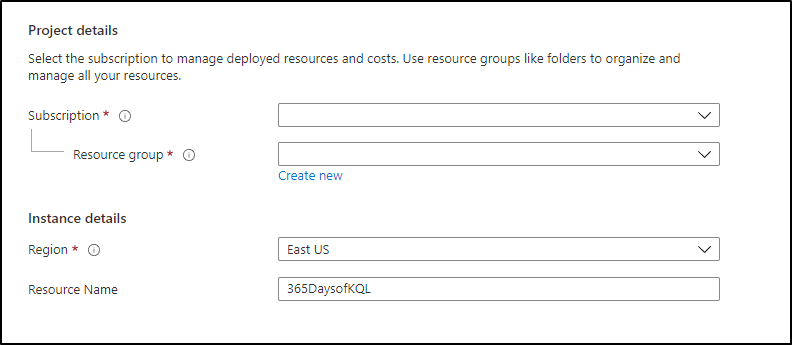 Project details
Select the subscription to manage deployed resources and costs. Use resource groups like folders to organize and
manage all your resources.
Subscription *
Resource group *
Create new
Instance details
Region *
East US
Resource Name
365DaysofKQL